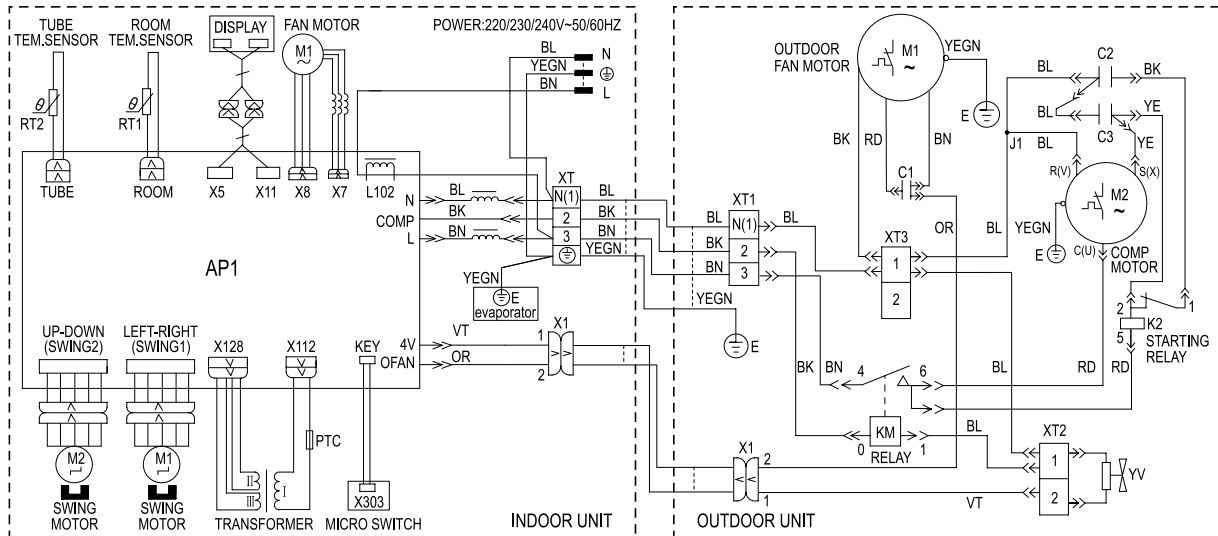 TUBE
TEM.SENSOR
ROOM
TEM.SENSOR
DISPLAY
FAN MOTOR
POWER:220/230/240V~50/60HZ
M1
~
BL
N
YEGN
BN
L
θ
RT2
θ
RT1
TUBE
ROOM
X5
X11
X8
X7
L102
N
BL
XT
COMP
BK
L
BN
N(1)
2
3
BL
BK
BN
YEGN
AP1
YEGN
E
evaporator
UP-DOWN
(SWING2)
LEFT-RIGHT
(SWING1)
X128
X112
KEY
4V
VT
OFAN
OR
X1
1
2
PTC
M2
M1
II
III
I
X303
SWING
MOTOR
SWING
MOTOR
TRANSFORMER
MICRO SWITCH
INDOOR UNIT
OUTDOOR
FAN MOTOR
M1
~
YEGN
E
BK
RD
BN
C1
OR
BL
C2
BK
BL
C3
YE
J1
BL
YE
R(V)
S(X)
M2
~
YEGN
E
C(U)
COMP
MOTOR
BL
XT1
BL
N(1)
BL
BK
2
BN
3
YEGN
E
XT3
1
2
BL
2
1
K2
5
STARTING
RELAY
BK
BN
4
6
BL
RD
RD
KM
0
1
RELAY
BL
XT2
1
2
YV
X1
2
1
VT
OUTDOOR UNIT